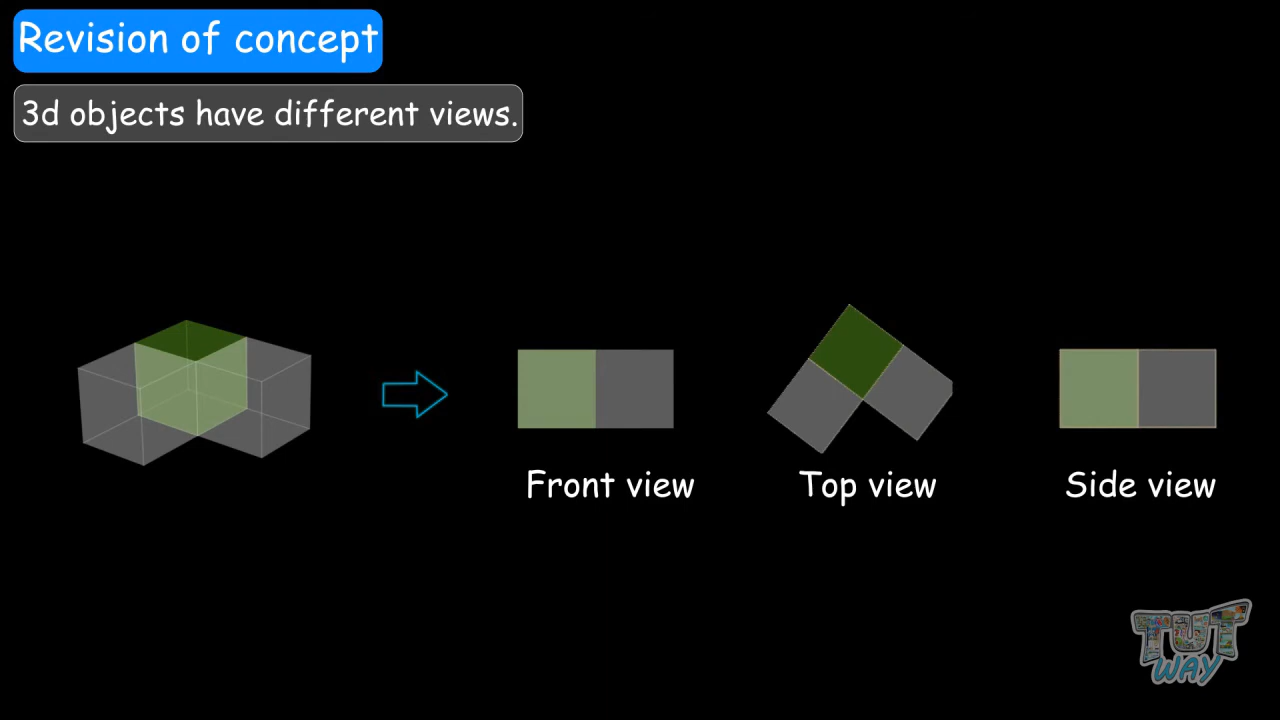 Revision of concept
3d objects have different views.
Front view
Top view
Side view
TUT
WAY